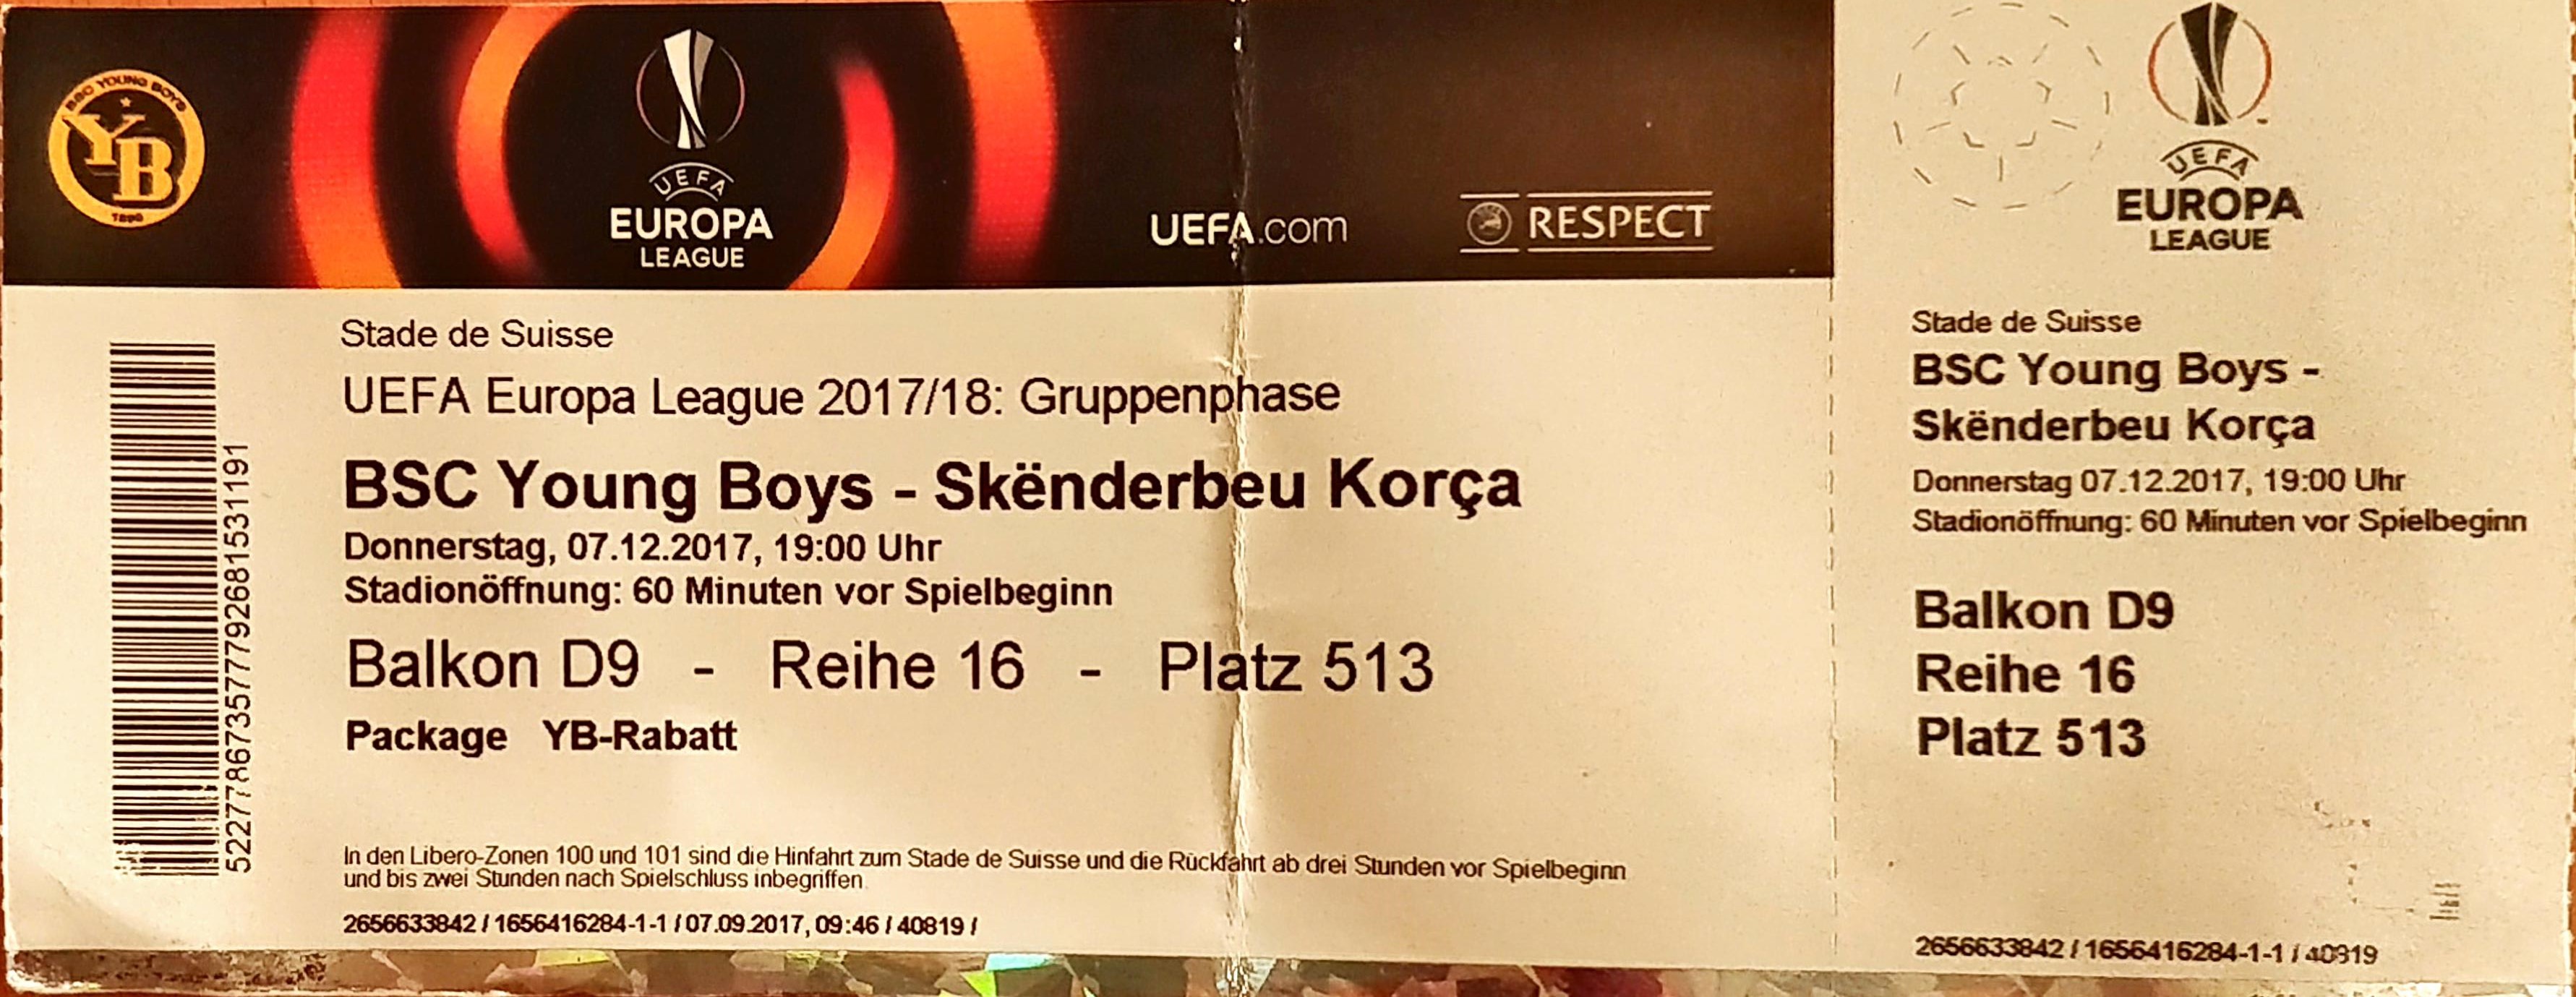 BSC YOUNG BOYS
YB
1898
UEFA
EUROPA
LEAGUE
UEFA.com
RESPECT
Stade de Suisse
UEFA Europa League 2017/18: Gruppenphase
BSC Young Boys - Skënderbeu Korça
Donnerstag, 07.12.2017, 19:00 Uhr
Stadionöffnung: 60 Minuten vor Spielbeginn
Balkon D9 - Reihe 16 - Platz 513
Package YB-Rabatt
In den Libero-Zonen 100 und 101 sind die Hinfahrt zum Stade de Suisse und die Rückfahrt ab drei Stunden vor Spielbeginn
und bis zwei Stunden nach Spielschluss inbegriffen
2656633842 / 1656416284-1-1 / 07.09.2017, 09:46 / 40819 /
UEFA
EUROPA
LEAGUE
Stade de Suisse
BSC Young Boys -
Skënderbeu Korça
Donnerstag 07.12.2017, 19:00 Uhr
Stadionöffnung: 60 Minuten vor Spielbeginn
Balkon D9
Reihe 16
Platz 513
2656633842 / 1656416284-1-1 / 40819